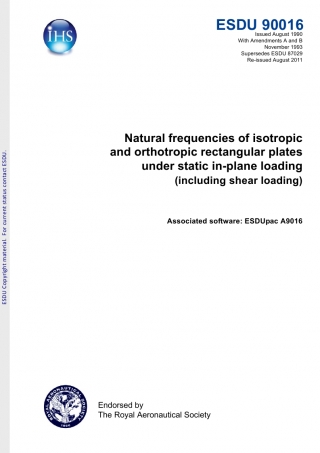 IHS
ESDU 90016
Issued August 1990
With Amendments A and B
November 1993
Supersedes ESDU 87029
Re-issued August 2011
Natural frequencies of isotropic
and orthotropic rectangular plates
under static in-plane loading
(including shear loading)
Associated software: ESDUpac A9016
ESDU Copyright material. For current status contact ESDU.
Endorsed by
The Royal Aeronautical Society